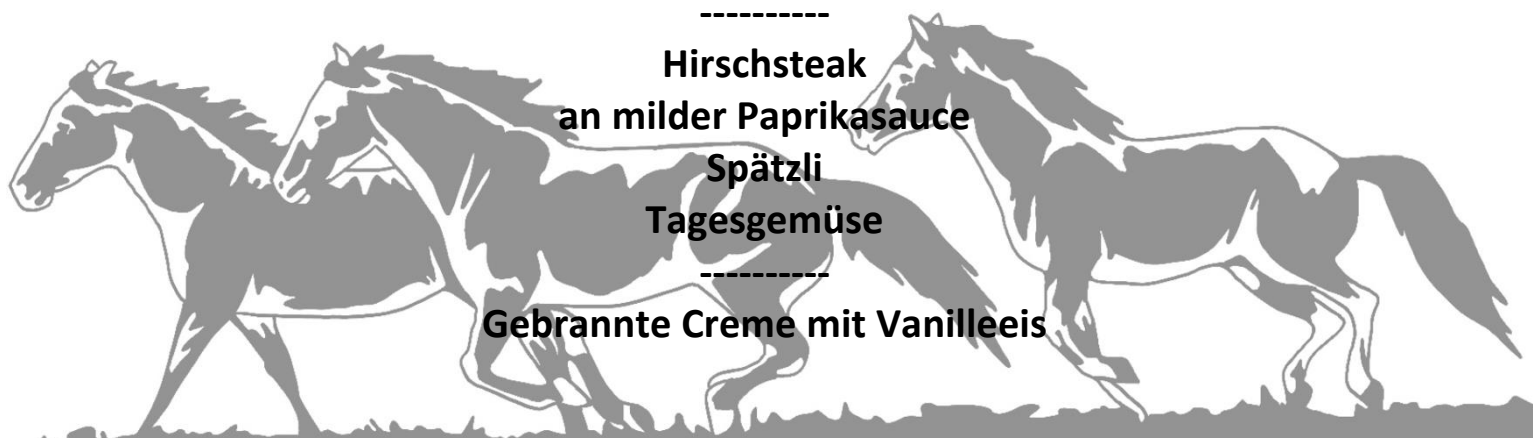 ----------
Hirschsteak
an milder Paprikasauce
Spätzli
Tagesgemüse
----------
Gebrannte Creme mit Vanilleeis